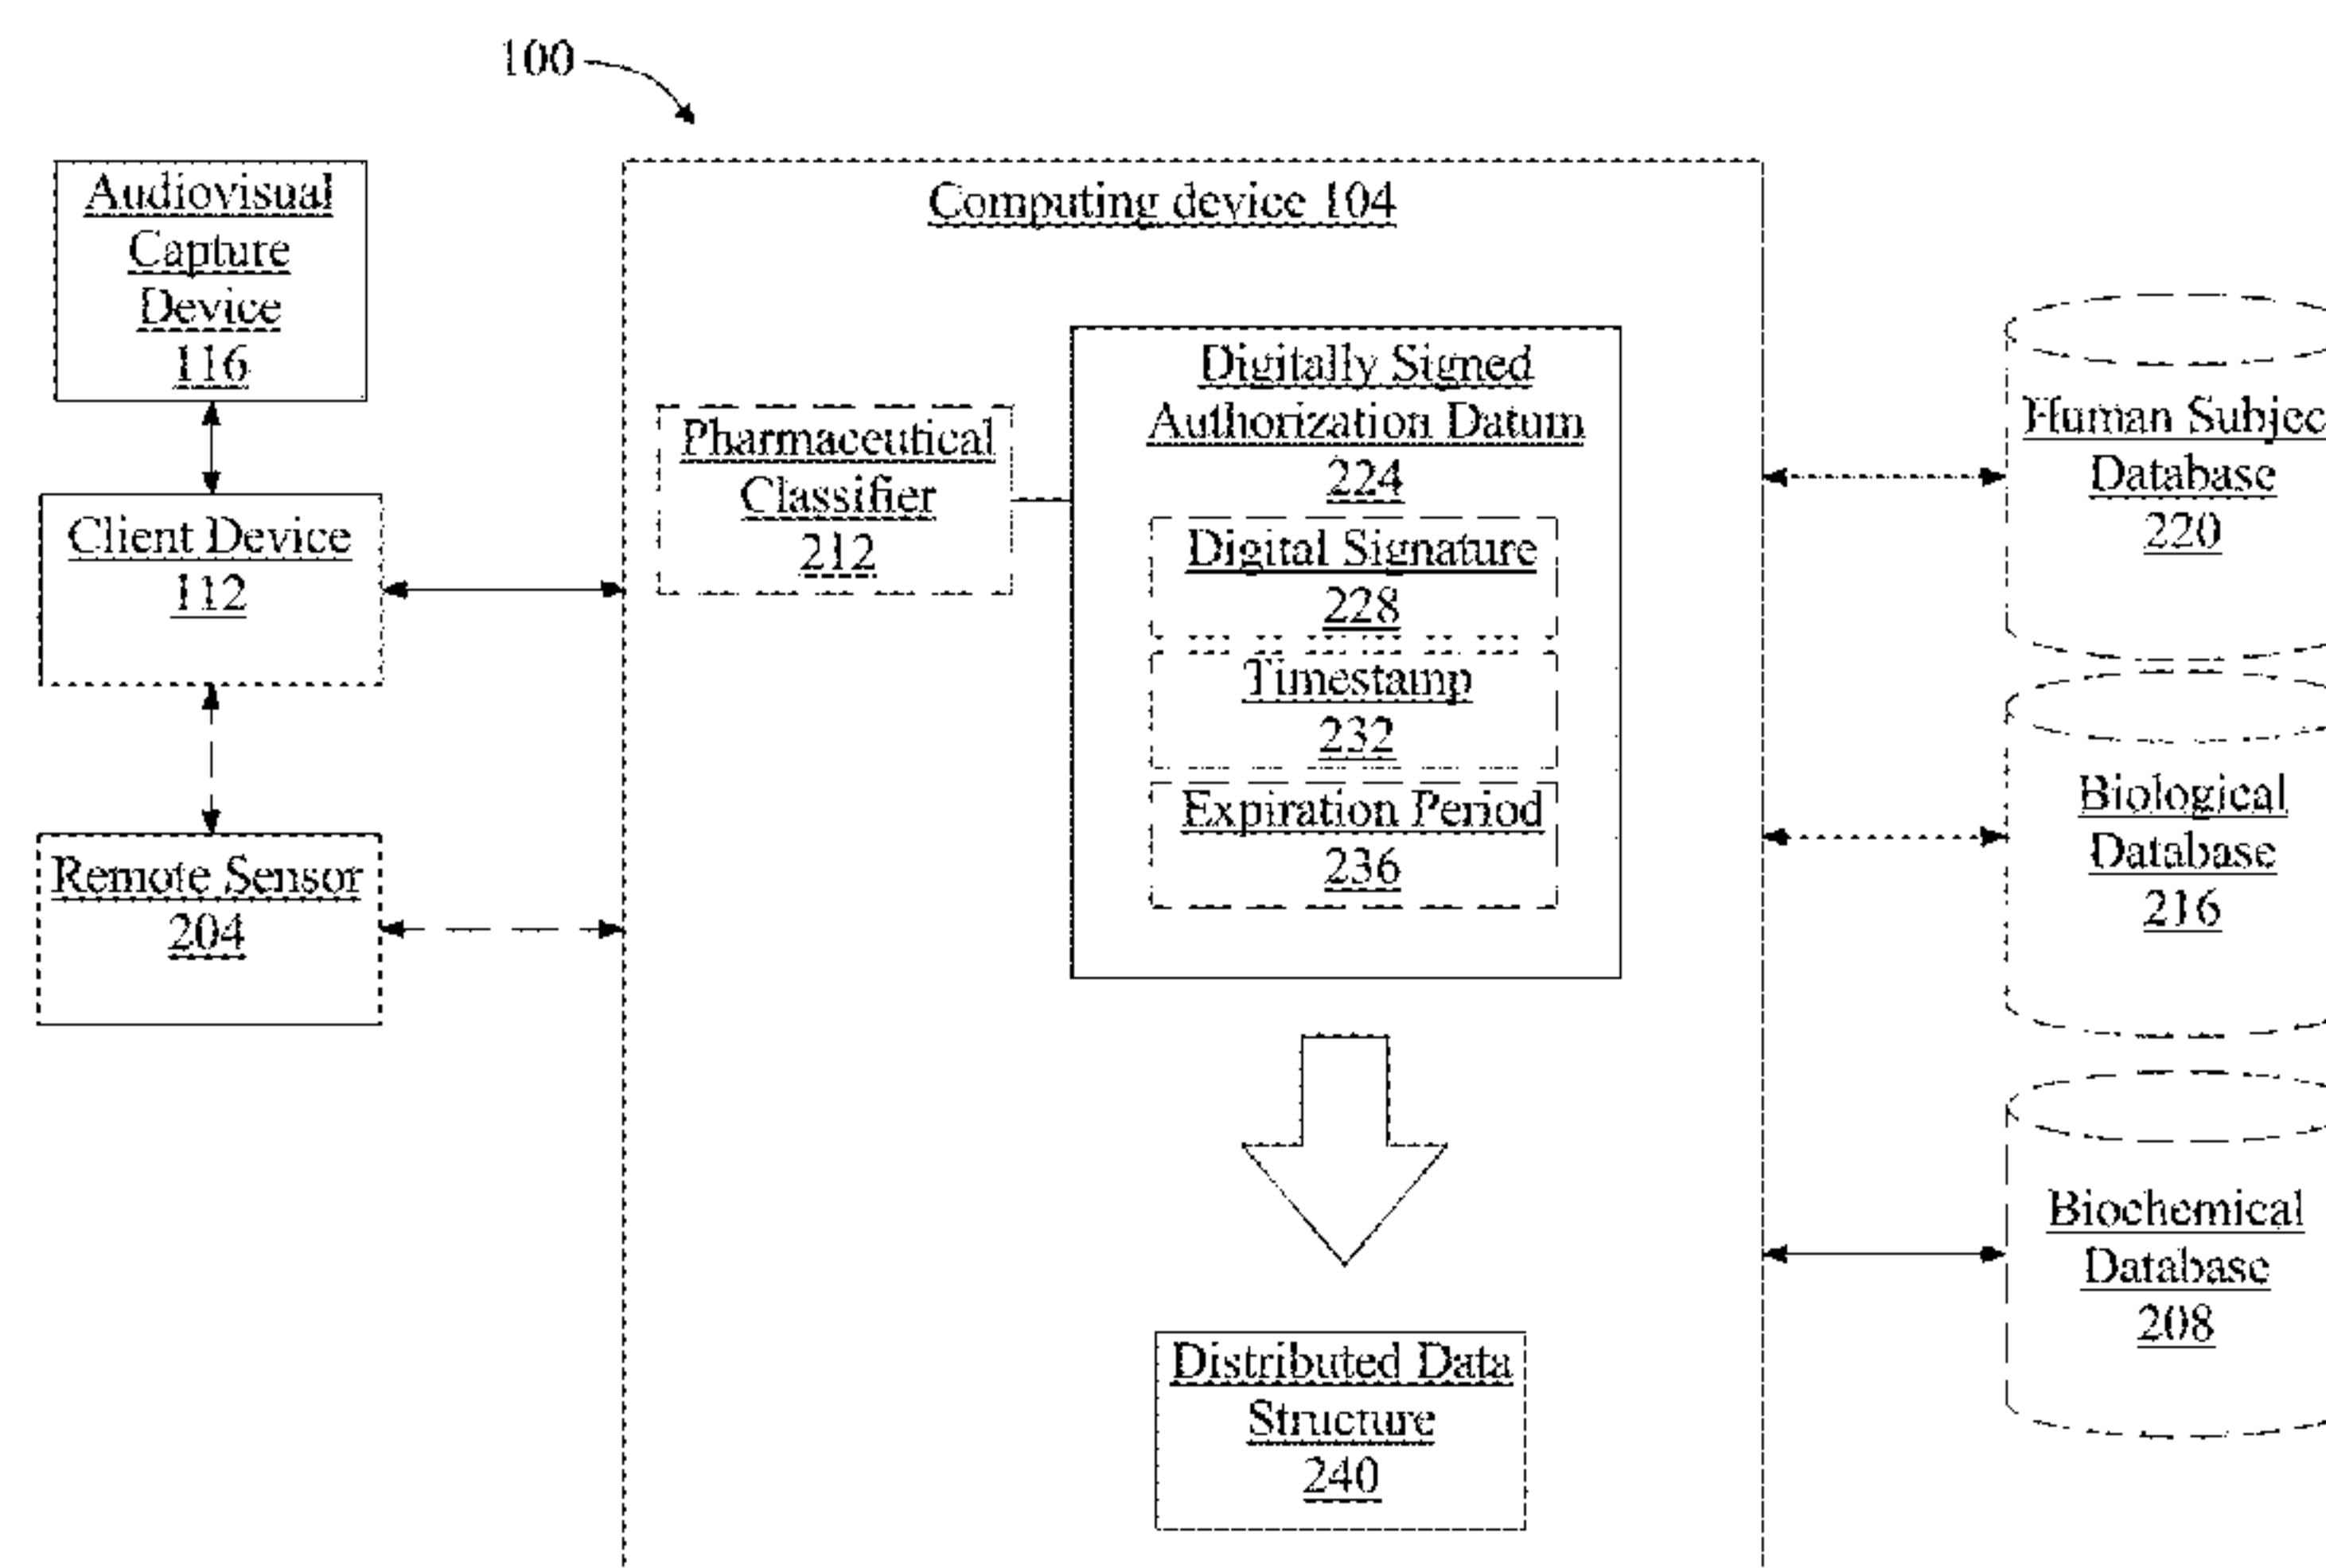 100
Audiovisual
Capture
Device
116
Client Device
112
Remote Sensor
204
Computing device 104
Pharmaceutical
Classifier
212
Digitally Signed
Authorization Datum
224
Digital Signature
228
Timestamp
232
Expiration Period
236
Distributed Data
Structure
240
Human Subjec
Database
220
Biological
Database
216
Biochemical
Database
208